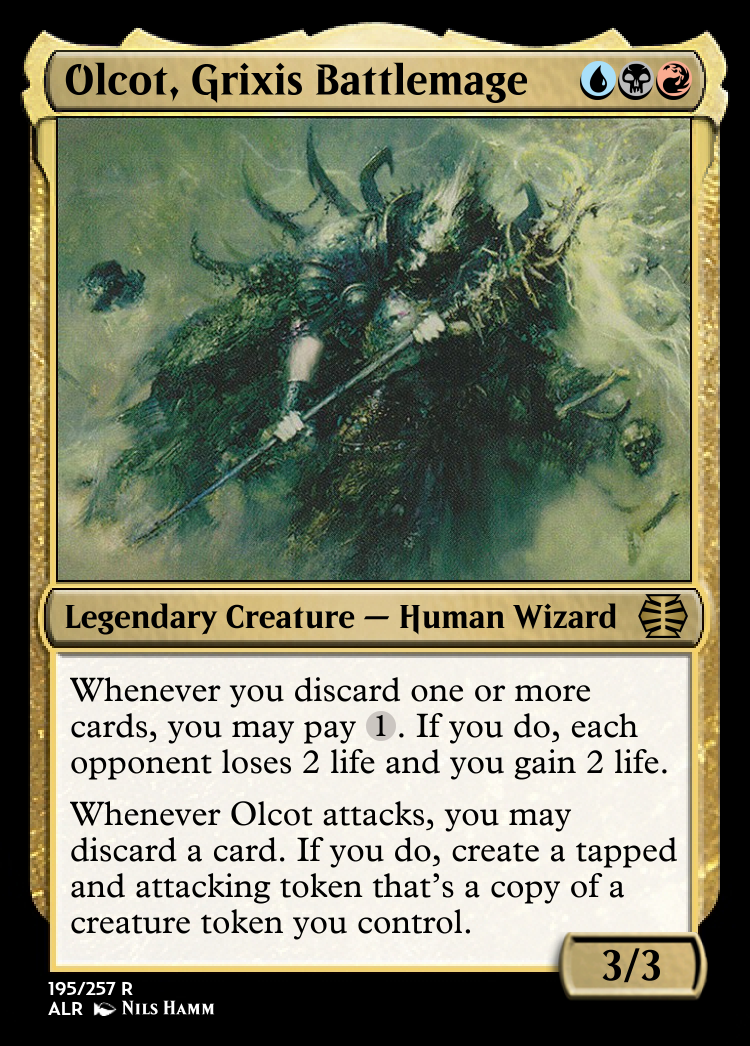 Olcot, Grixis Battlemage
Legendary Creature — Human Wizard
Whenever you discard one or more
cards, you may pay 1. If you do, each
opponent loses 2 life and you gain 2 life.
Whenever Olcot attacks, you may
discard a card. If you do, create a tapped
and attacking token that’s a copy of a
creature token you control.
3/3
195/257 R
ALR Nils Hamm